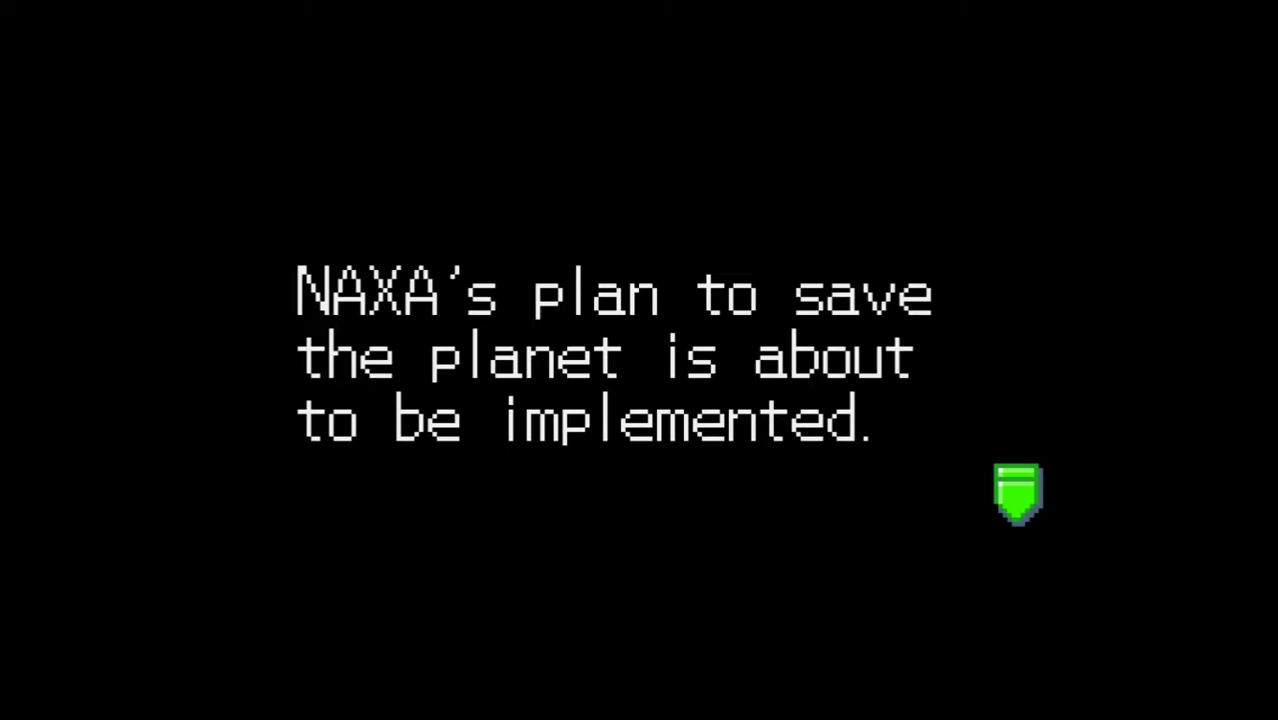 NAXA's plan to save
the planet is about
to be implemented.